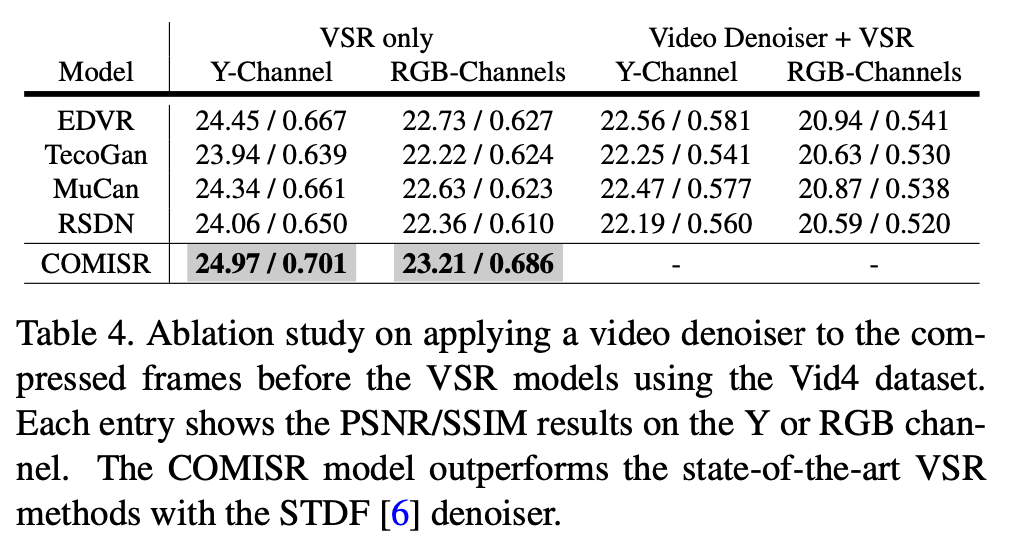 VSR only Video Denoiser + VSR
Model Y-Channel RGB-Channels Y-Channel RGB-Channels
EDVR 24.45 / 0.667 22.73 / 0.627 22.56 / 0.581 20.94 / 0.541
TecoGan 23.94 / 0.639 22.22 / 0.624 22.25 / 0.541 20.63 / 0.530
MuCan 24.34 / 0.661 22.63 / 0.623 22.47 / 0.577 20.87 / 0.538
RSDN 24.06 / 0.650 22.36 / 0.610 22.19 / 0.560 20.59 / 0.520
COMISR 24.97 / 0.701 23.21 / 0.686 - -
Table 4. Ablation study on applying a video denoiser to the com-
pressed frames before the VSR models using the Vid4 dataset.
Each entry shows the PSNR/SSIM results on the Y or RGB chan-
nel. The COMISR model outperforms the state-of-the-art VSR
methods with the STDF [6] denoiser.